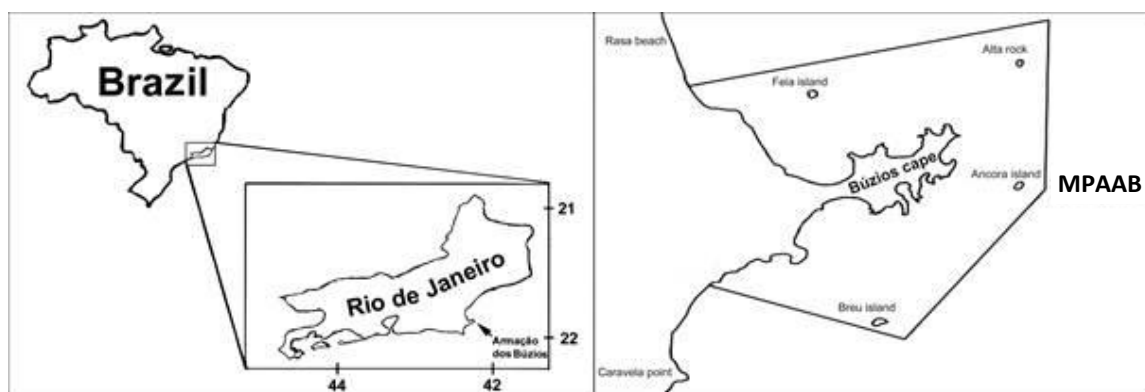 Brazil
21
Rio de Janeiro
Armação
dos Búzios
22
44
42
Rasa beach
Alta rock
Feia island
Búzios cape
Ancora island
MPAAB
Breu island
Caravela point